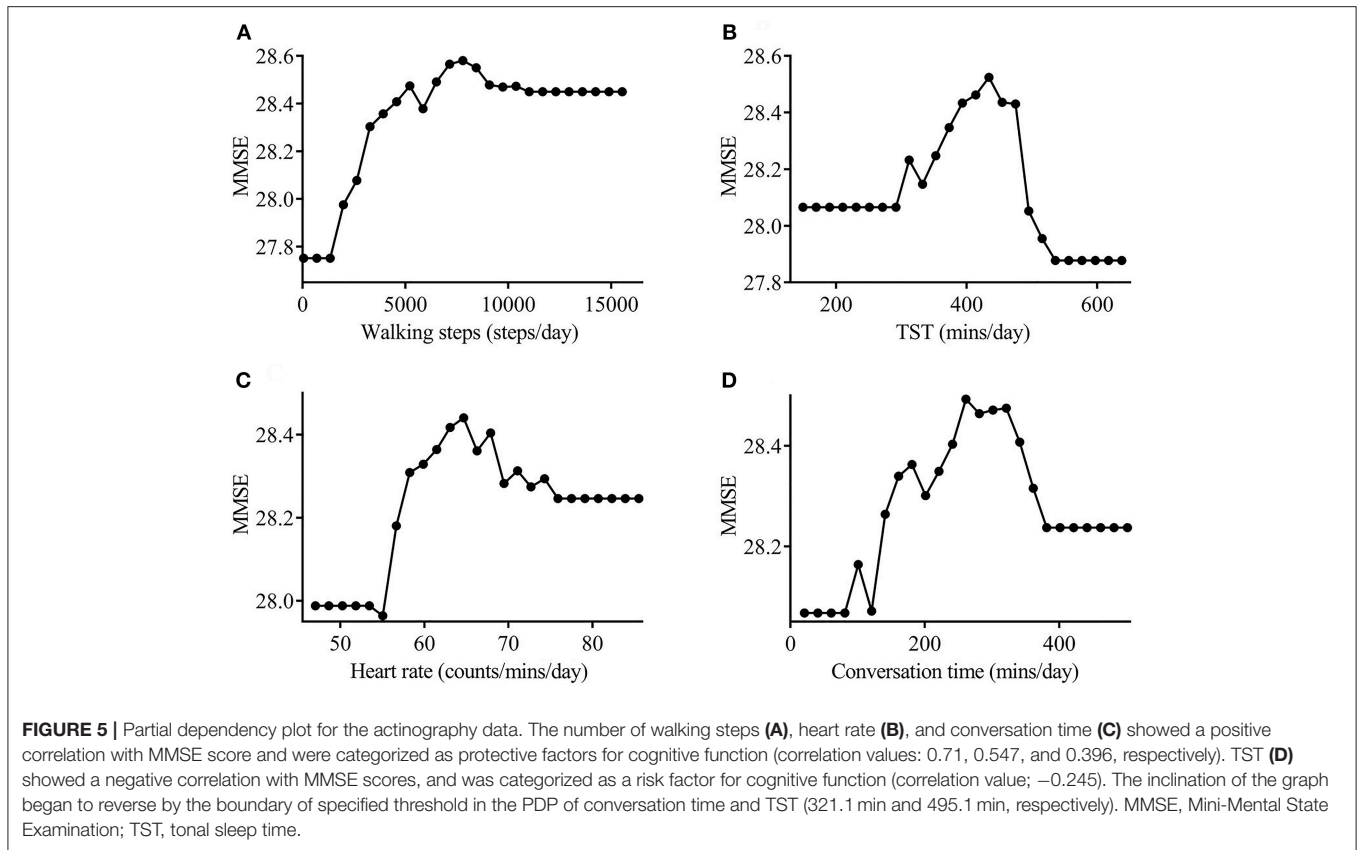 A
28.6
28.4
28.2
28.0
27.8
MMSE
0 5000 10000 15000
Walking steps (steps/day)
B
28.6
28.4
28.2
28.0
27.8
MMSE
200 400 600
TST (mins/day)
C
28.4
28.2
28.0
MMSE
50 60 70 80
Heart rate (counts/mins/day)
D
28.4
28.2
MMSE
0 200 400
Conversation time (mins/day)
FIGURE 5 | Partial dependency plot for the actinography data. The number of walking steps (A), heart rate (B), and conversation time (C) showed a positive
correlation with MMSE score and were categorized as protective factors for cognitive function (correlation values: 0.71, 0.547, and 0.396, respectively). TST (D)
showed a negative correlation with MMSE scores, and was categorized as a risk factor for cognitive function (correlation value; −0.245). The inclination of the graph
began to reverse by the boundary of specified threshold in the PDP of conversation time and TST (321.1 min and 495.1 min, respectively). MMSE, Mini-Mental State
Examination; TST, tonal sleep time.